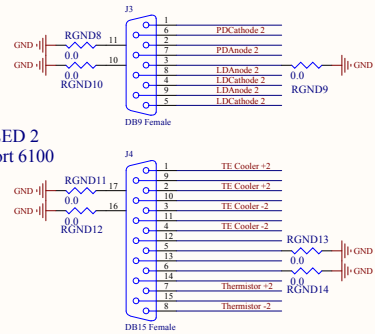 J3
1
RGND8 11 6 PDCathode 2
GND 2
0.0 7 PDAnode 2
10 3
GND 8 LDAnode 2 GND
0.0 4 LDCathode 2 0.0
RGND10 9 LDAnode 2 RGND9
5 LDCathode 2
DB9 Female
ED 2
ort 6100
J4
1 TE Cooler +2
RGND11 17 9
GND 2 TE Cooler +2
0.0 16 10
GND 3 TE Cooler -2
0.0 11
RGND12 4 TE Cooler -2
12 RGND13
5 GND
13 0.0
6 GND
14 0.0
7 Thermistor +2 RGND14
15
8 Thermistor -2
DB15 Female